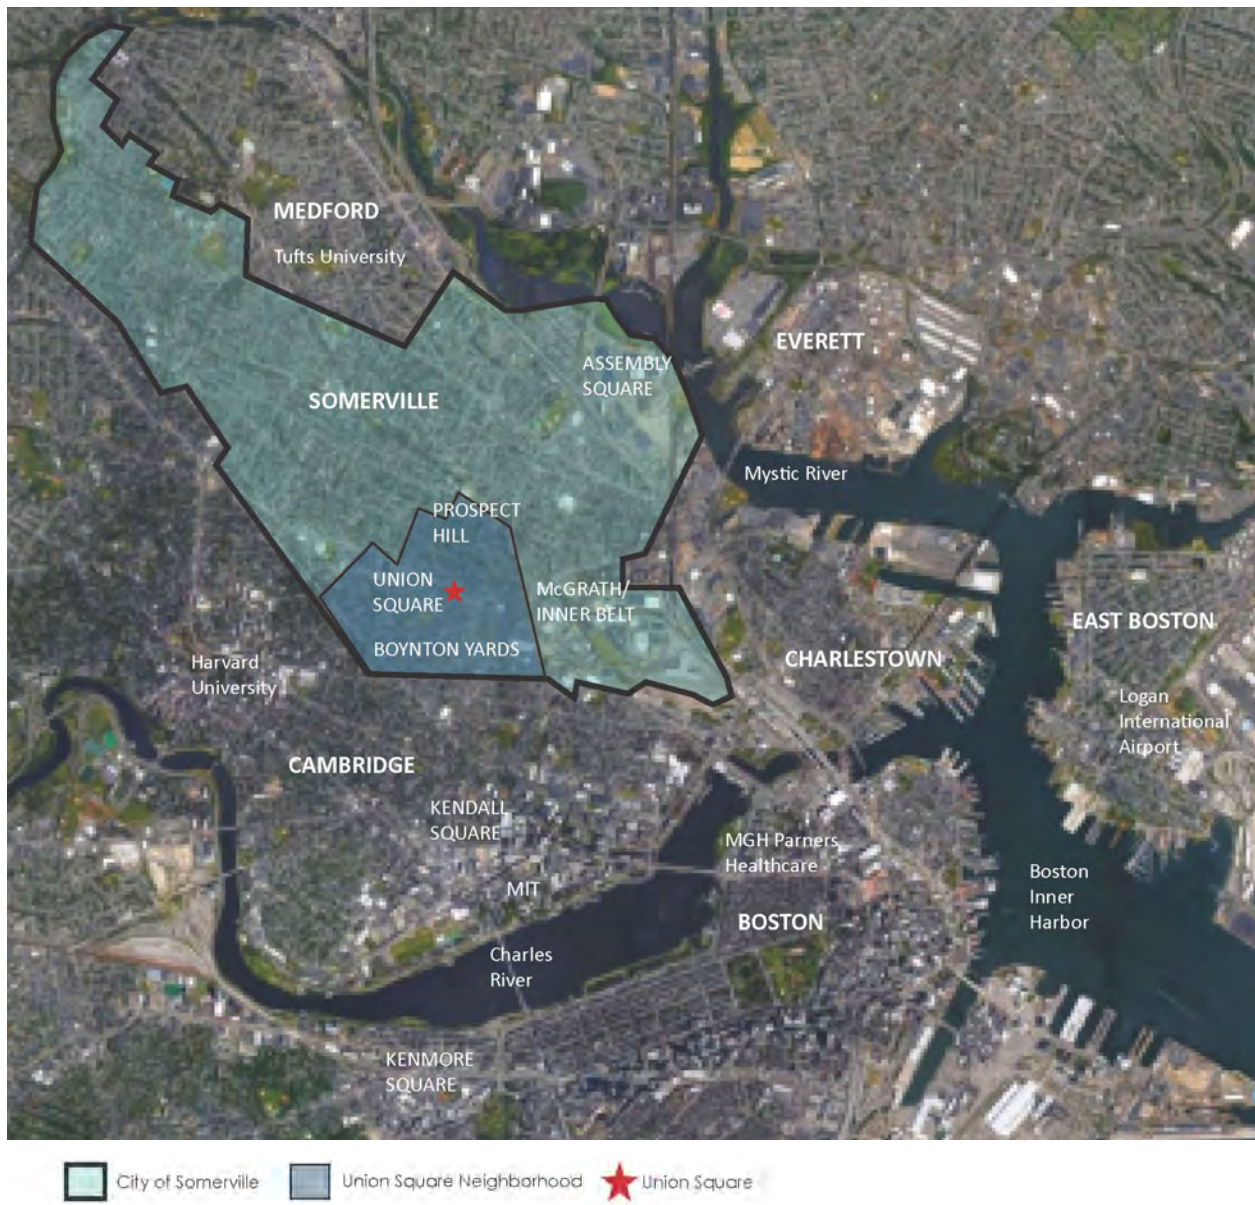 MEDFORD
Tufts University
EVERETT
ASSEMBLY
SQUARE
SOMERVILLE
Mystic River
PROSPECT
HILL
UNION
SQUARE
McGRATH/
INNER BELT
BOYNTON YARDS
EAST BOSTON
CHARLESTOWN
Harvard
University
Logan
International
Airport
CAMBRIDGE
KENDALL
SQUARE
MGH Parners
Healthcare
MIT
Boston
Inner
Harbor
BOSTON
Charles
River
KENMORE
SQUARE
City of Somerville
Union Square Neighborhood
Union Square